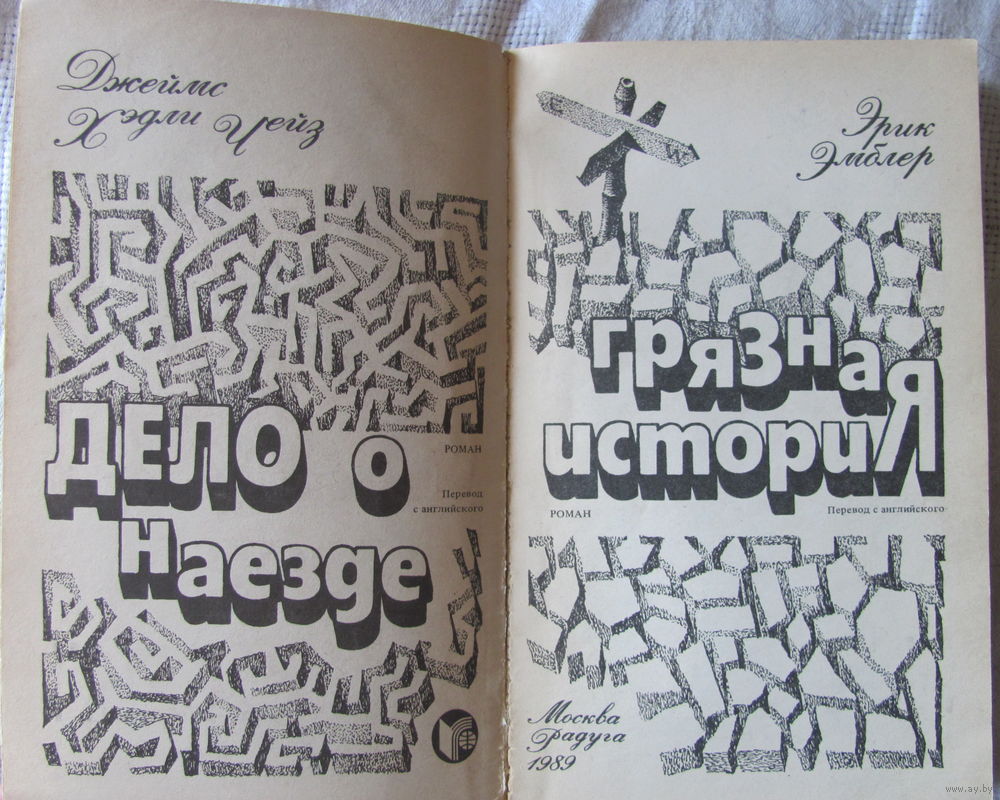 Джеймс
Хэдли Чейз
ДЕЛО о
наезде
РОМАН
Перевод
с английского
E
W
Эрик
Эмблер
грязная
историЯ
РОМАН
Перевод с английского
Москва
Радуга
1989
www.ay.by